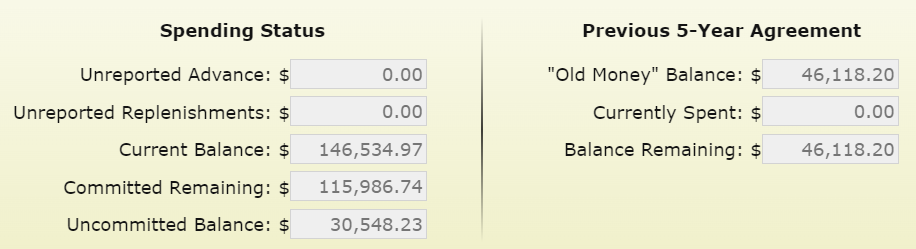 Spending Status
Unreported Advance: $ 0.00
Unreported Replenishments: $ 0.00
Current Balance: $ 146,534.97
Committed Remaining: $ 115,986.74
Uncommitted Balance: $ 30,548.23
Previous 5-Year Agreement
"Old Money" Balance: $ 46,118.20
Currently Spent: $ 0.00
Balance Remaining: $ 46,118.20